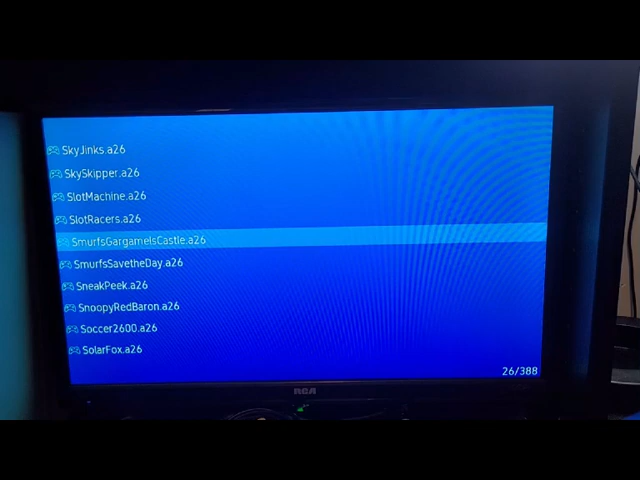 SkyJinks.a26
SkySkipper.a26
SlotMachine.a26
SlotRacers.a26
SmurfsGargamelsCastle.a26
SmurfsSavetheDay.a26
SneakPeek.a26
SnoopyRedBaron.a26
Soccer2600.a26
SolarFox.a26
26/388
RCA